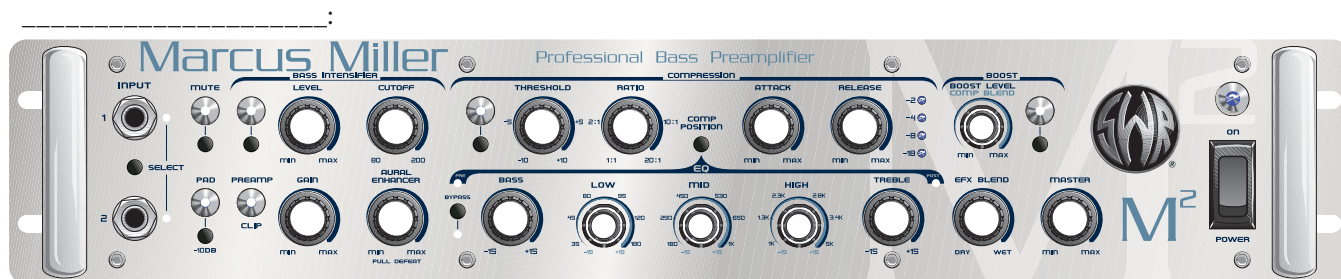 ____________________:
Marcus Miller
Professional Bass Preamplifier
INPUT
1
2
SELECT
MUTE
BASS INTENSIFIER
LEVEL
min max
CUTOFF
80 200
COMPRESSION
THRESHOLD
-5 +5
-10 +10
RATIO
2:1 10:1
1:1 20:1
COMP
POSITION
ATTACK
min max
RELEASE
min max
-2
-4
-8
-18
BOOST
BOOST LEVEL
COMP BLEND
min max
SWR
®
ON
POWER
M²
PAD
-10DB
PREAMP
CLIP
GAIN
min max
AURAL
ENHANCER
min max
PULL DEFEAT
EQ
PRE
POST
BYPASS
BASS
-15 +15
LOW
60 85
45 120
35 180
-15 +15
MID
450 530
250 650
180 1K
-15 +15
HIGH
2.3K 2.8K
1.3K 3.4K
1K 5K
-15 +15
TREBLE
-15 +15
EFX BLEND
DRY WET
MASTER
min max